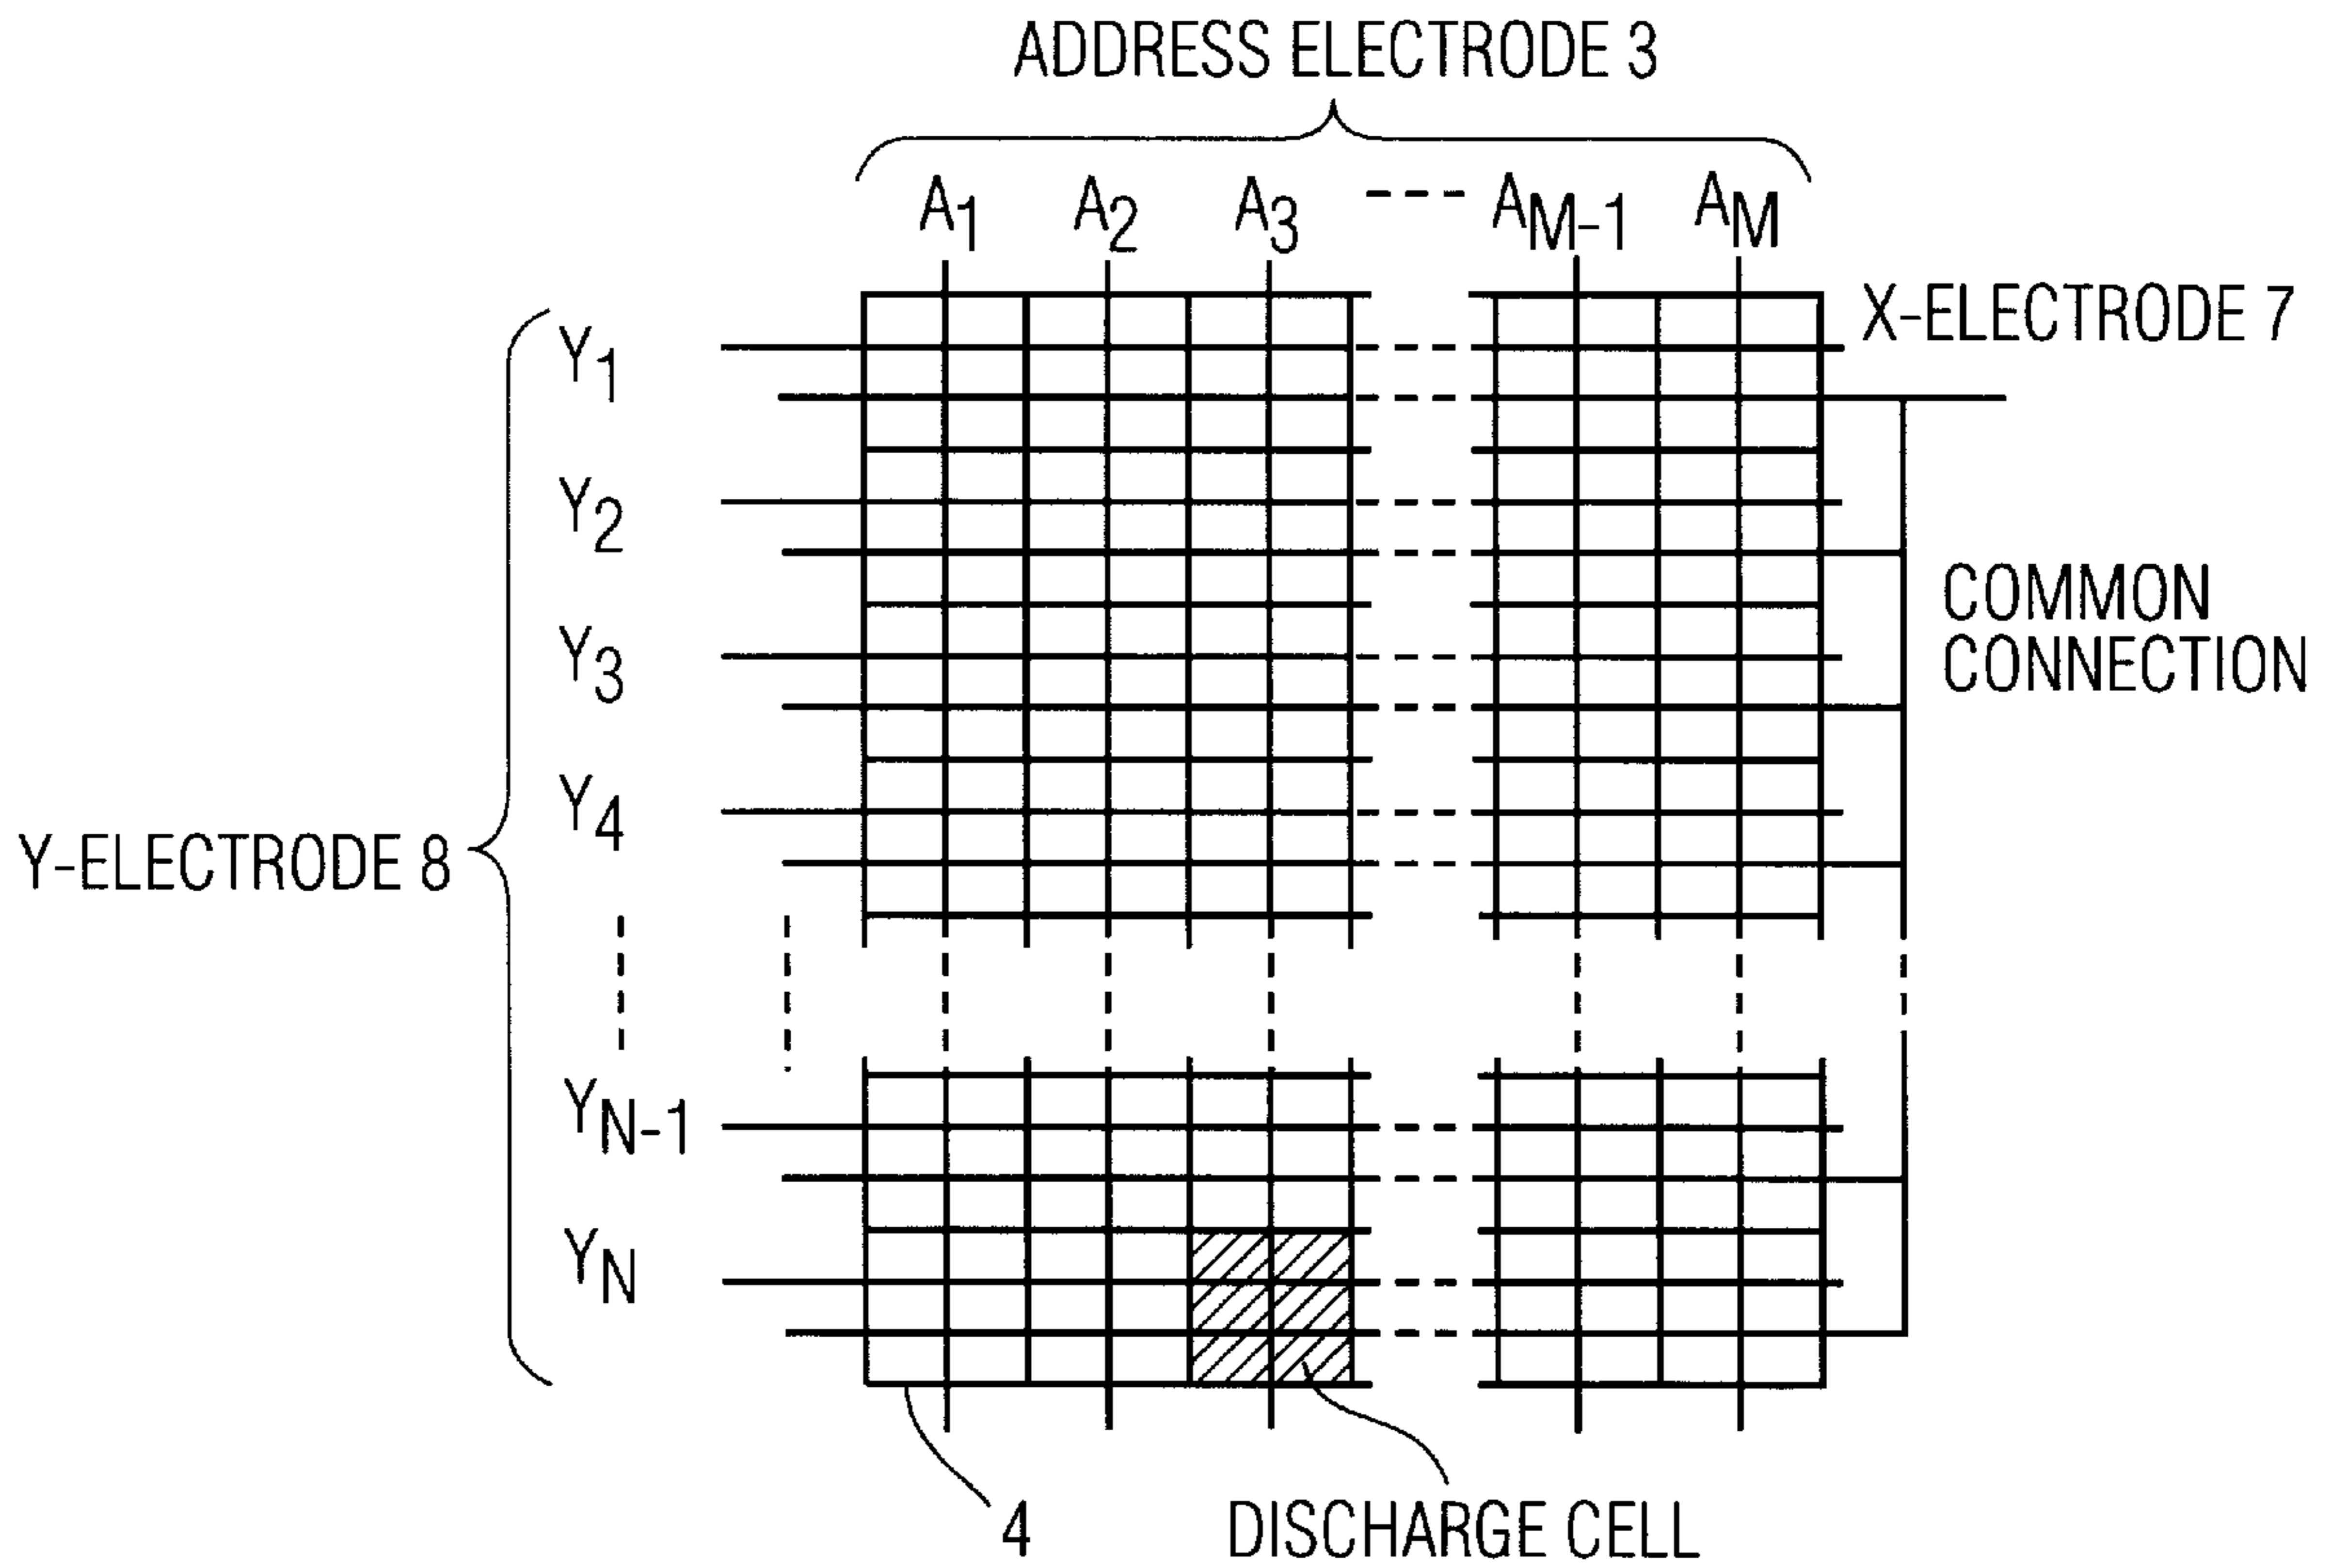 ADDRESS ELECTRODE 3
A1 A2 A3 ---- AM-1 AM
X-ELECTRODE 7
Y1
Y2
COMMON
CONNECTION
Y3
Y4
Y-ELECTRODE 8
YN-1
YN
4
DISCHARGE CELL